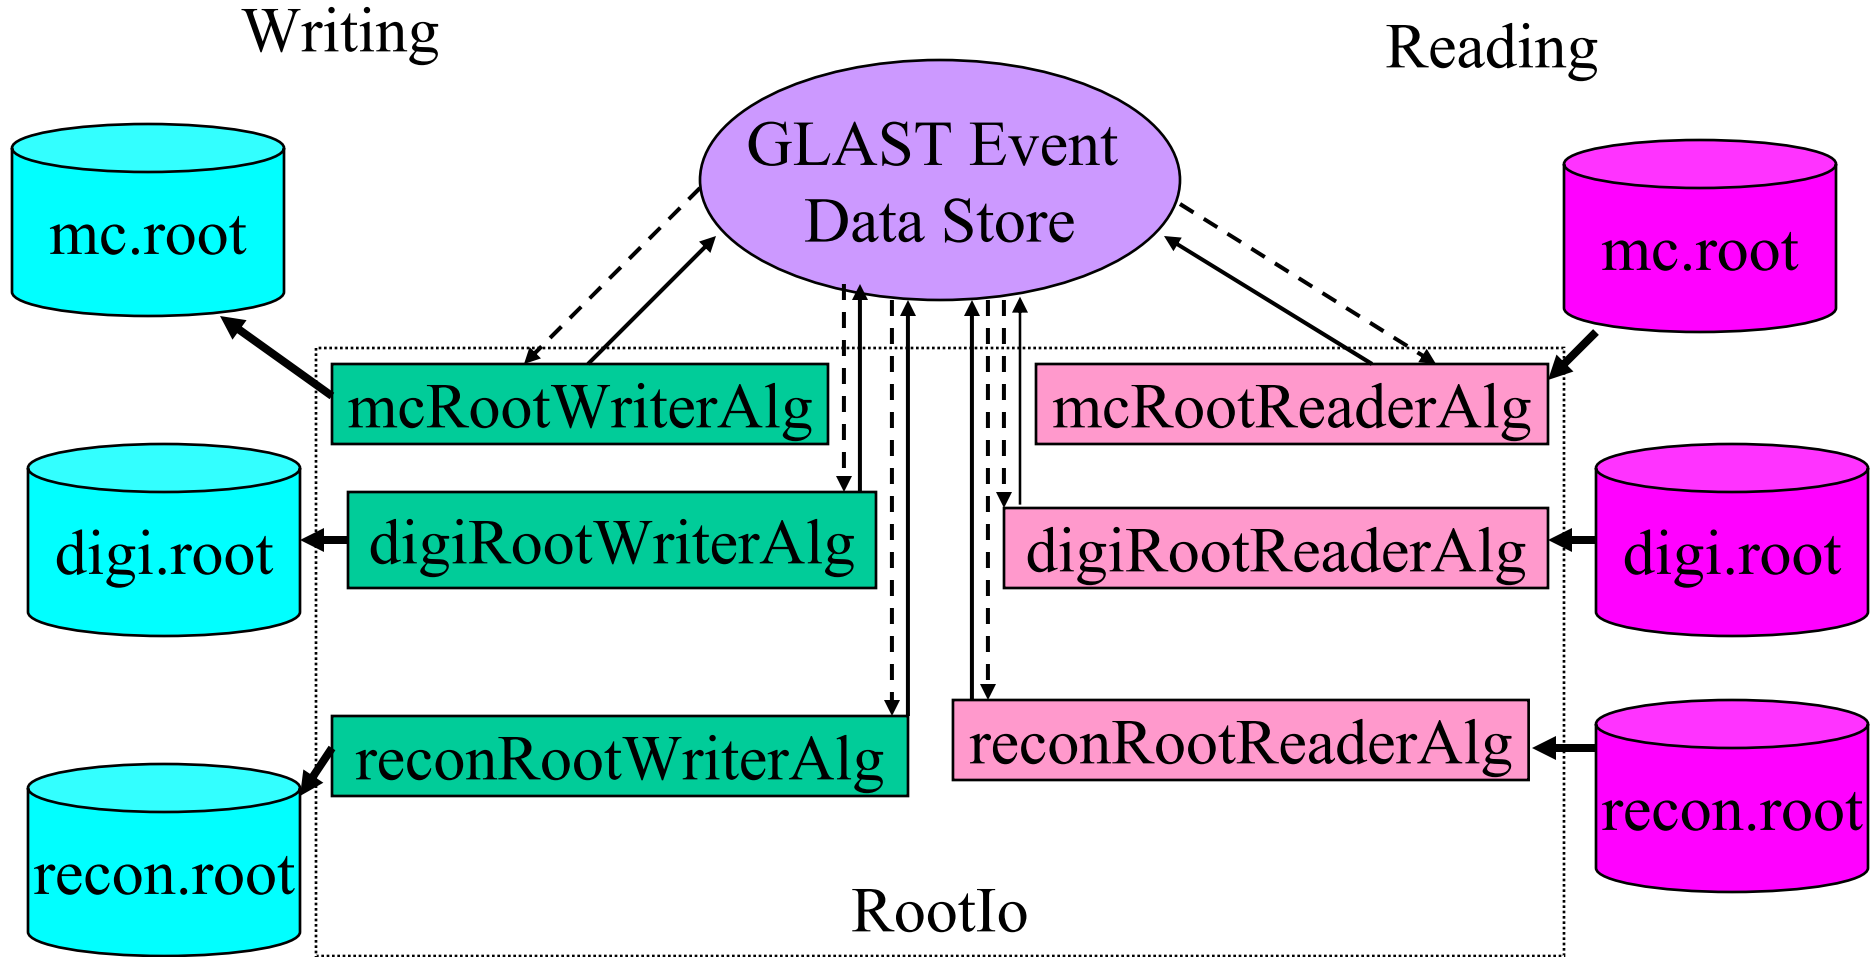 Writing
Reading
GLAST Event
Data Store
mc.root
mc.root
mcRootWriterAlg
mcRootReaderAlg
digi.root
digiRootWriterAlg
digiRootReaderAlg
digi.root
reconRootWriterAlg
reconRootReaderAlg
recon.root
recon.root
RootIo